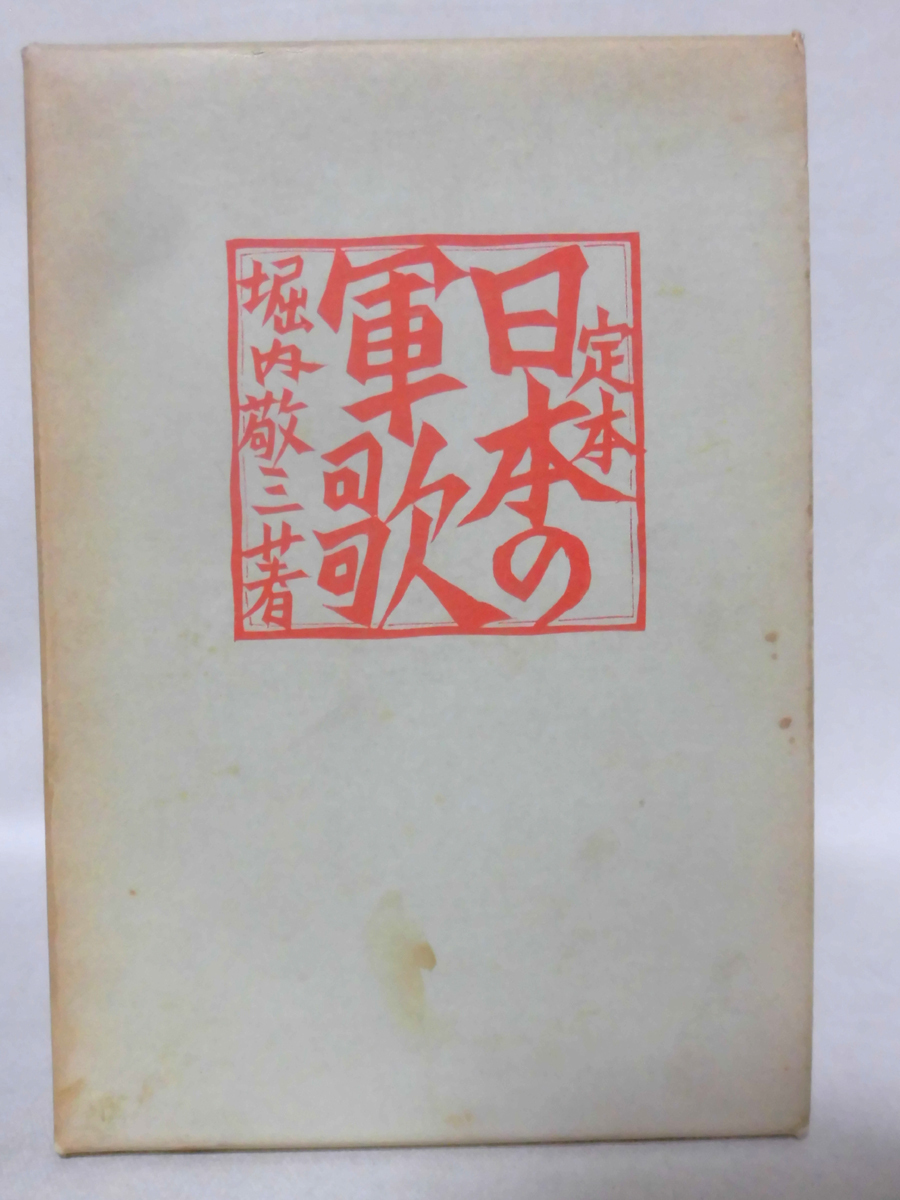 定本
日本の
軍歌
堀内敬三著